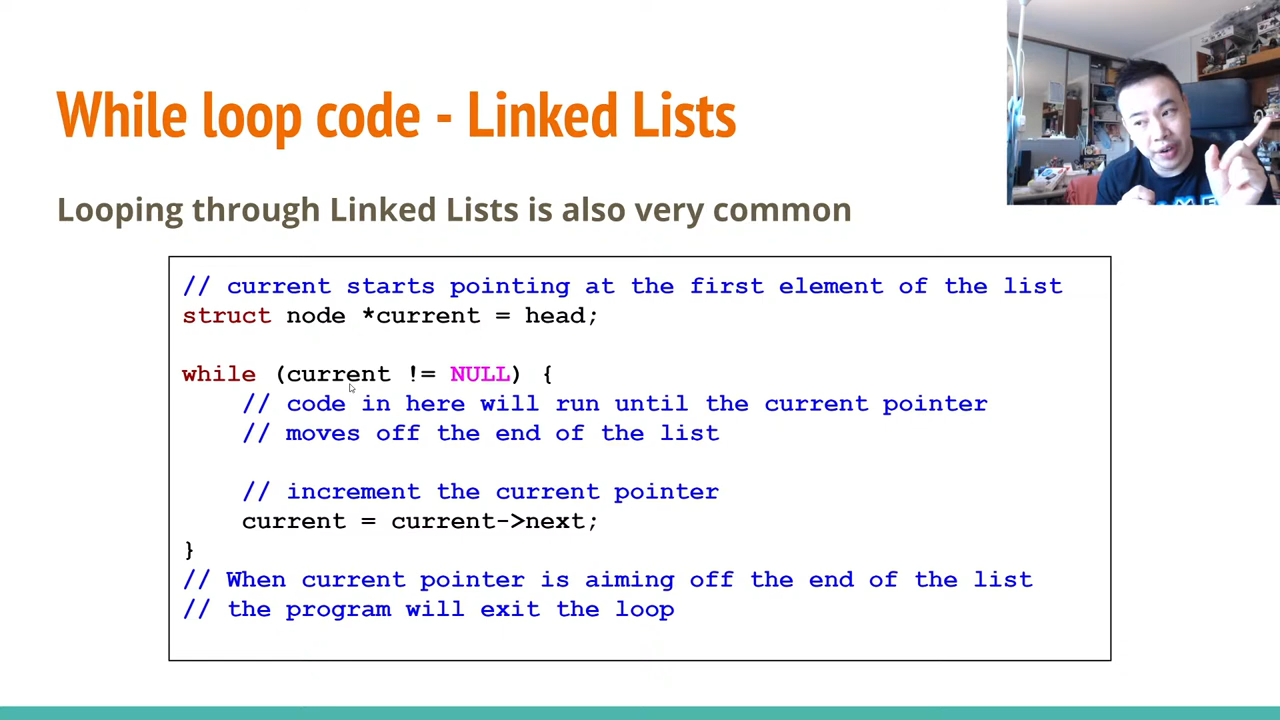 While loop code - Linked Lists
Looping through Linked Lists is also very common
// current starts pointing at the first element of the list
struct node *current = head;
while (current != NULL) {
// code in here will run until the current pointer
// moves off the end of the list
// increment the current pointer
current = current->next;
}
// When current pointer is aiming off the end of the list
// the program will exit the loop